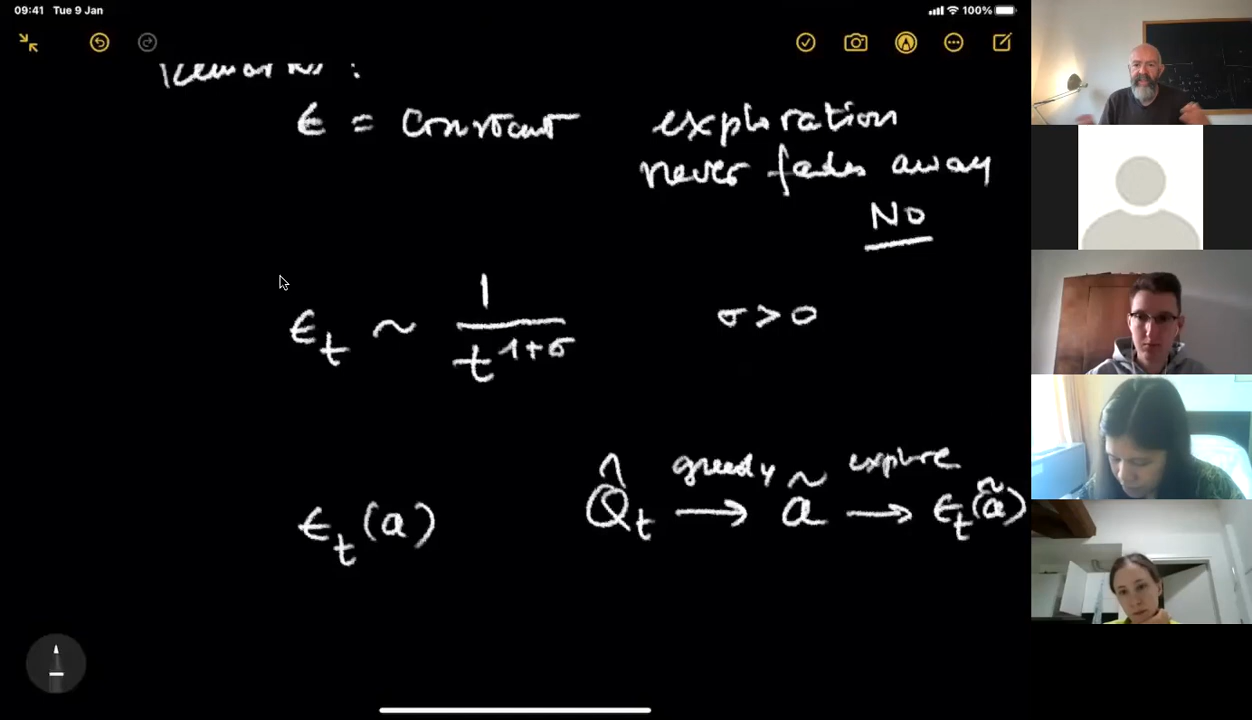 09:41 Tue 9 Jan
100%
Remarks :
ϵ = constant exploration
never fades away
NO
ϵ_t ~ 1 / t^{1+σ} σ > 0
greedy explore
ϵ_t(a) Q̂_t → ã → ϵ_t(ã)